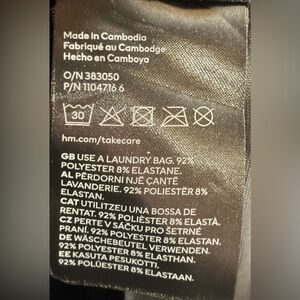 Made in Cambodia
Fabriqué au Cambodge
Hecho en Camboya
O/N 383050
P/N 1104716 6
30
hm.com/takecare
GB USE A LAUNDRY BAG. 92%
POLYESTER 8% ELASTANE.
AL PËRDORNI NJË ÇANTË
LAVANDERIE. 92% POLIESTËR 8%
ELASTAN.
CAT UTILITZEU UNA BOSSA DE
RENTAT. 92% POLIÈSTER 8% ELASTÀ.
CZ PERTE V SÁČKU PRO ŠETRNÉ
PRANÍ. 92% POLYESTER 8% ELASTAN.
DE WÄSCHEBEUTEL VERWENDEN.
92% POLYESTER 8% ELASTHAN.
EE KASUTA PESUKOTTI.
92% POLÜESTER 8% ELASTAAN.